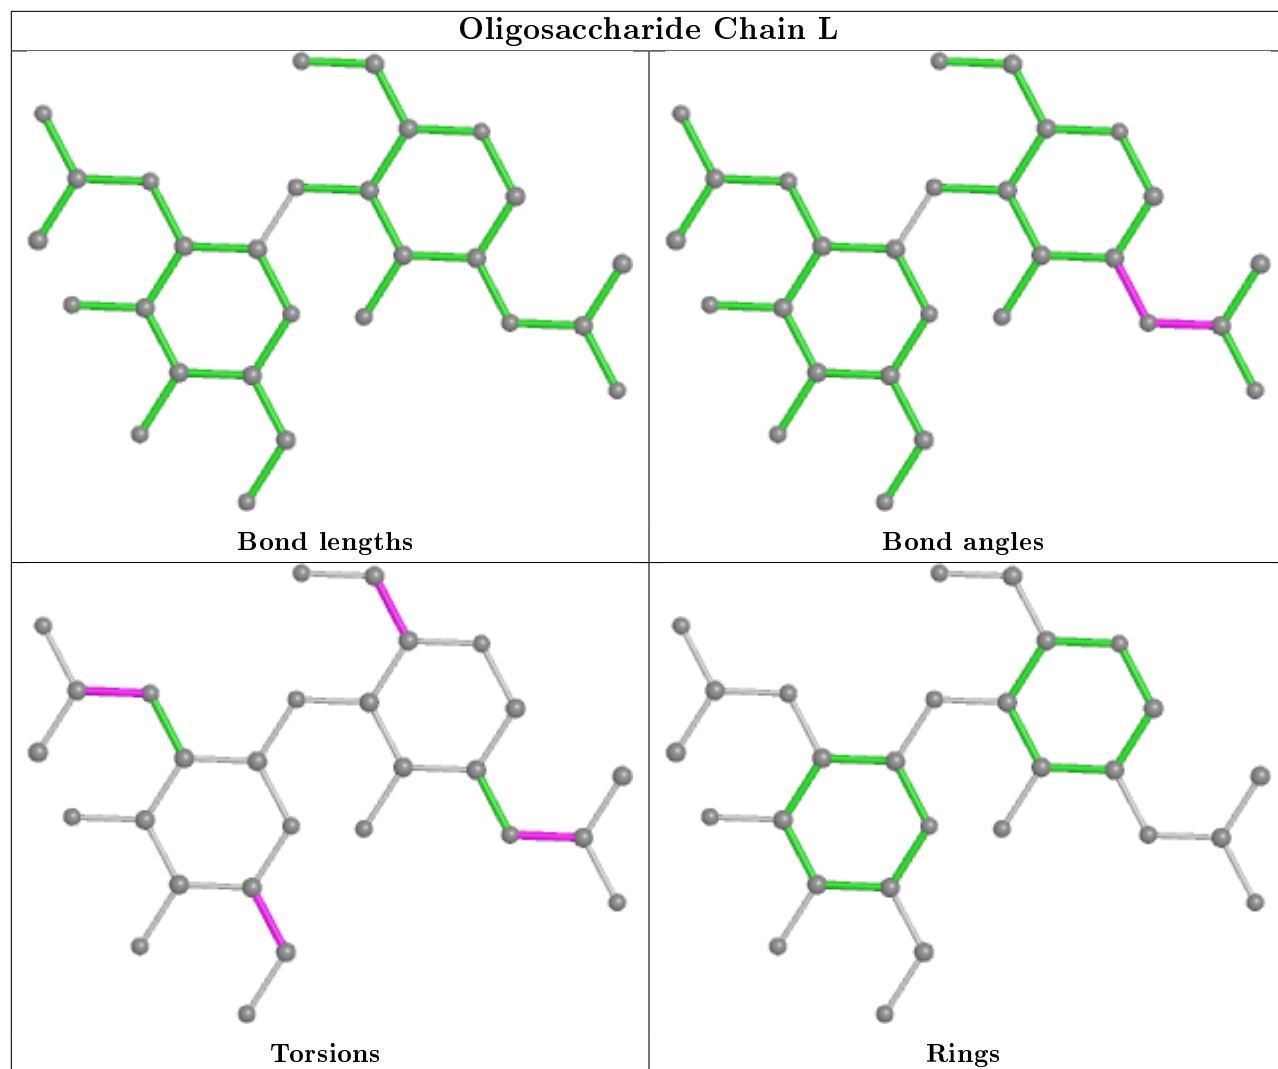 Oligosaccharide Chain L
Bond lengths
Bond angles
Torsions
Rings